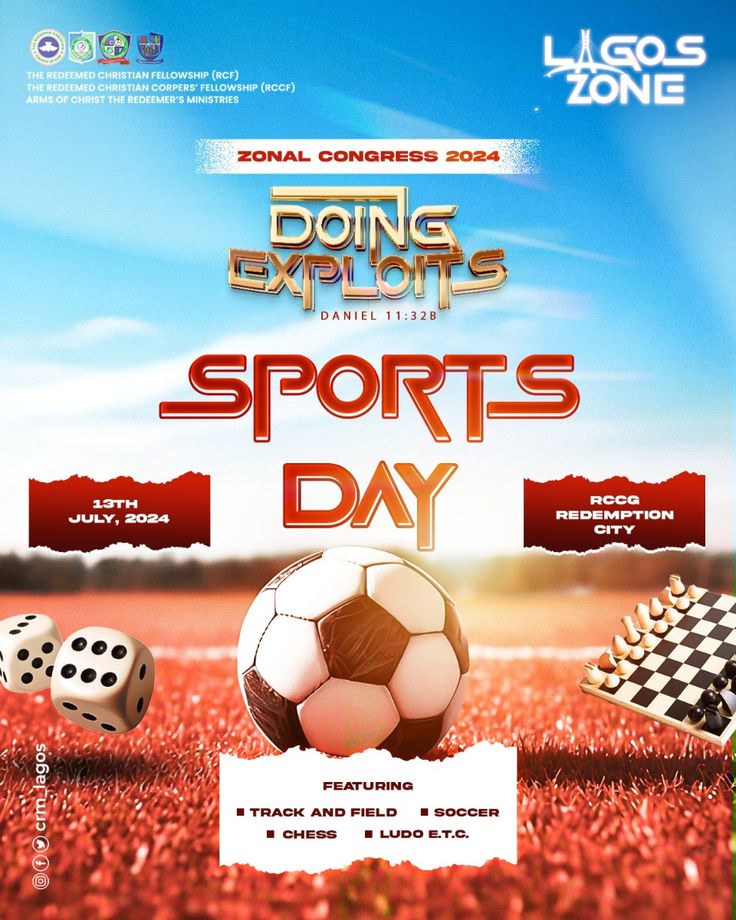 THE REDEEMED CHRISTIAN FELLOWSHIP (RCF)
THE REDEEMED CHRISTIAN CORPERS' FELLOWSHIP (RCCF)
ARMS OF CHRIST THE REDEEMER'S MINISTRIES
LAGOS
ZONE
ZONAL CONGRESS 2024
DOING
EXPLOITS
DANIEL 11:32B
SPORTS
DAY
13TH
JULY, 2024
RCCG
REDEMPTION
CITY
FEATURING
TRACK AND FIELD
SOCCER
CHESS
LUDO E.T.C.
crm_lagos